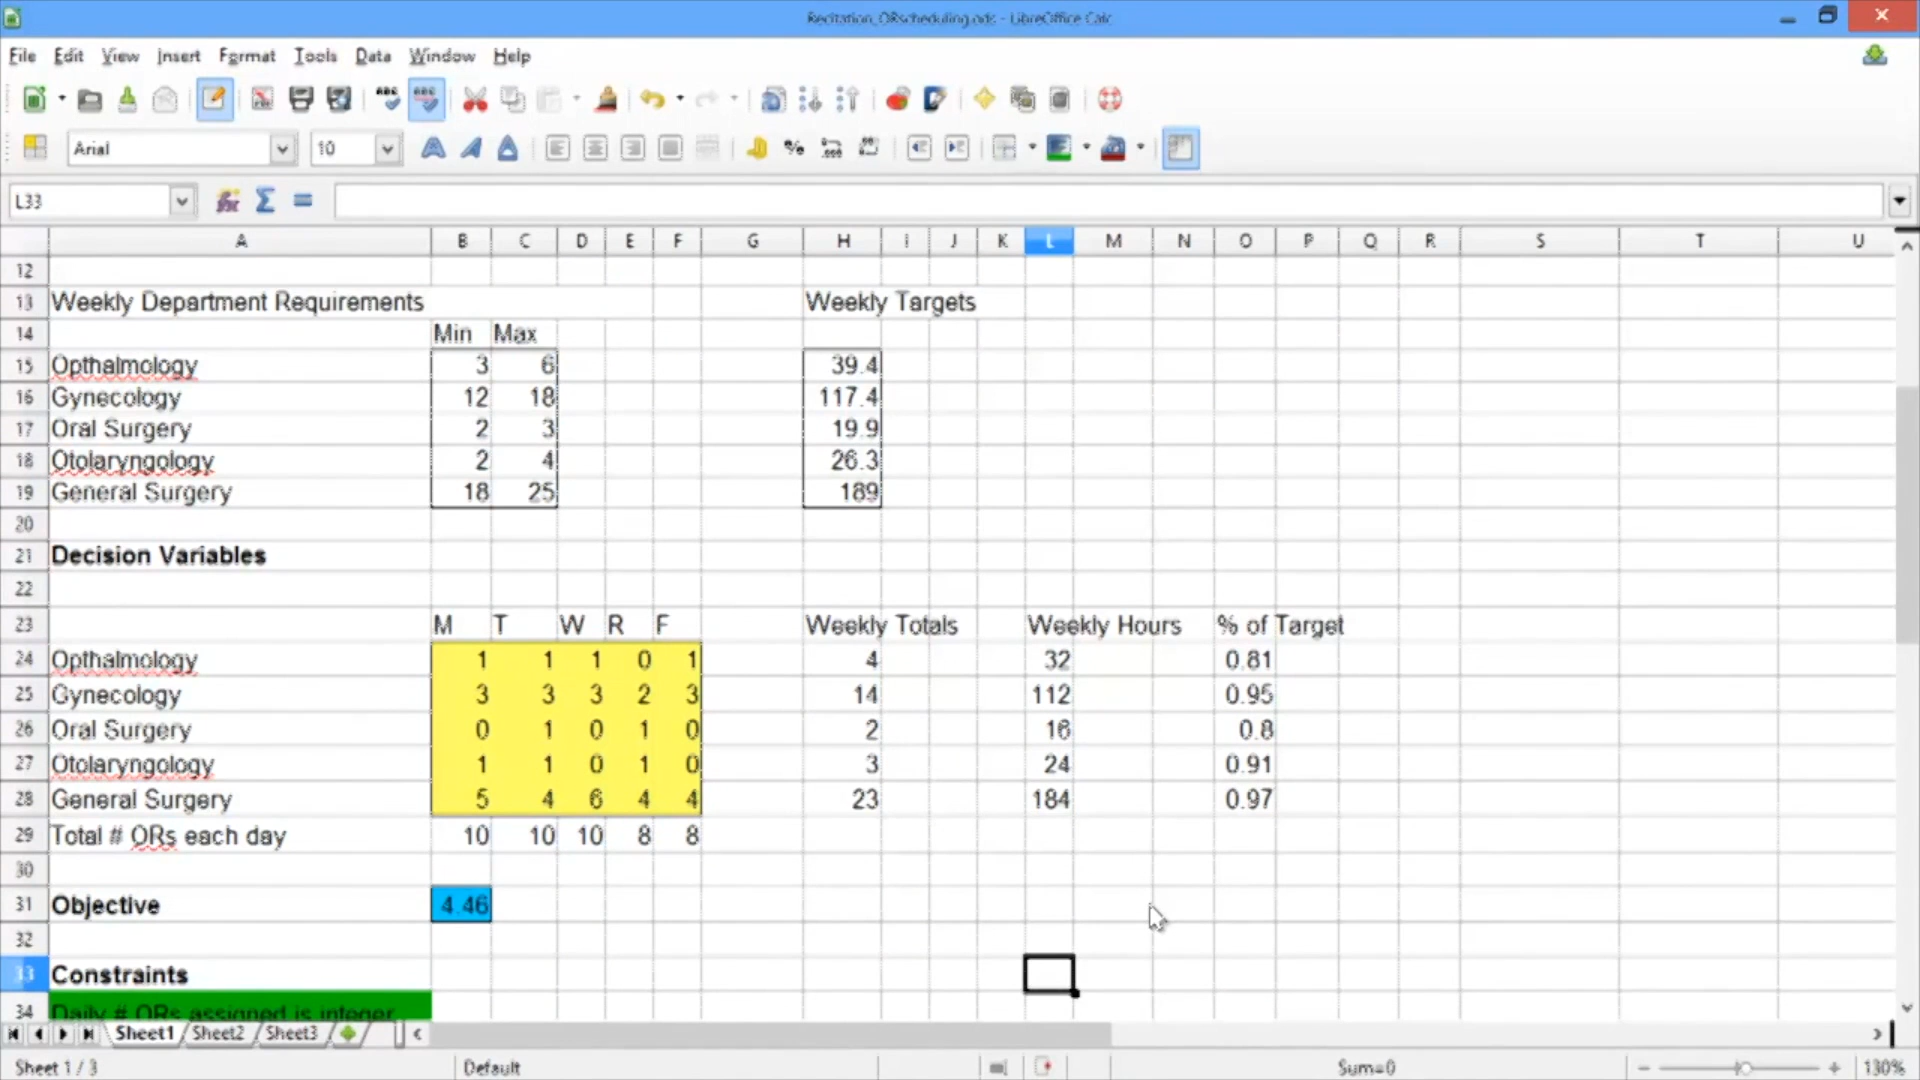 Recitation_ORscheduling.ods - LibreOffice Calc
File Edit View Insert Format Tools Data Window Help
Arial 10
L33
A B C D E F G H I J K L M N O P Q R S T U
12
13 Weekly Department Requirements Weekly Targets
14 Min Max
15 Opthalmology 3 6 39.4
16 Gynecology 12 18 117.4
17 Oral Surgery 2 3 19.9
18 Otolaryngology 2 4 26.3
19 General Surgery 18 25 189
20
21 Decision Variables
22
23 M T W R F Weekly Totals Weekly Hours % of Target
24 Opthalmology 1 1 1 0 1 4 32 0.81
25 Gynecology 3 3 3 2 3 14 112 0.95
26 Oral Surgery 0 1 0 1 0 2 16 0.8
27 Otolaryngology 1 1 0 1 0 3 24 0.91
28 General Surgery 5 4 6 4 4 23 184 0.97
29 Total # ORs each day 10 10 10 8 8
30
31 Objective 4.46
32
33 Constraints
34 Daily # ORs assigned is integer
Sheet1 Sheet2 Sheet3
Sheet 1 / 3 Default Sum=0 130%